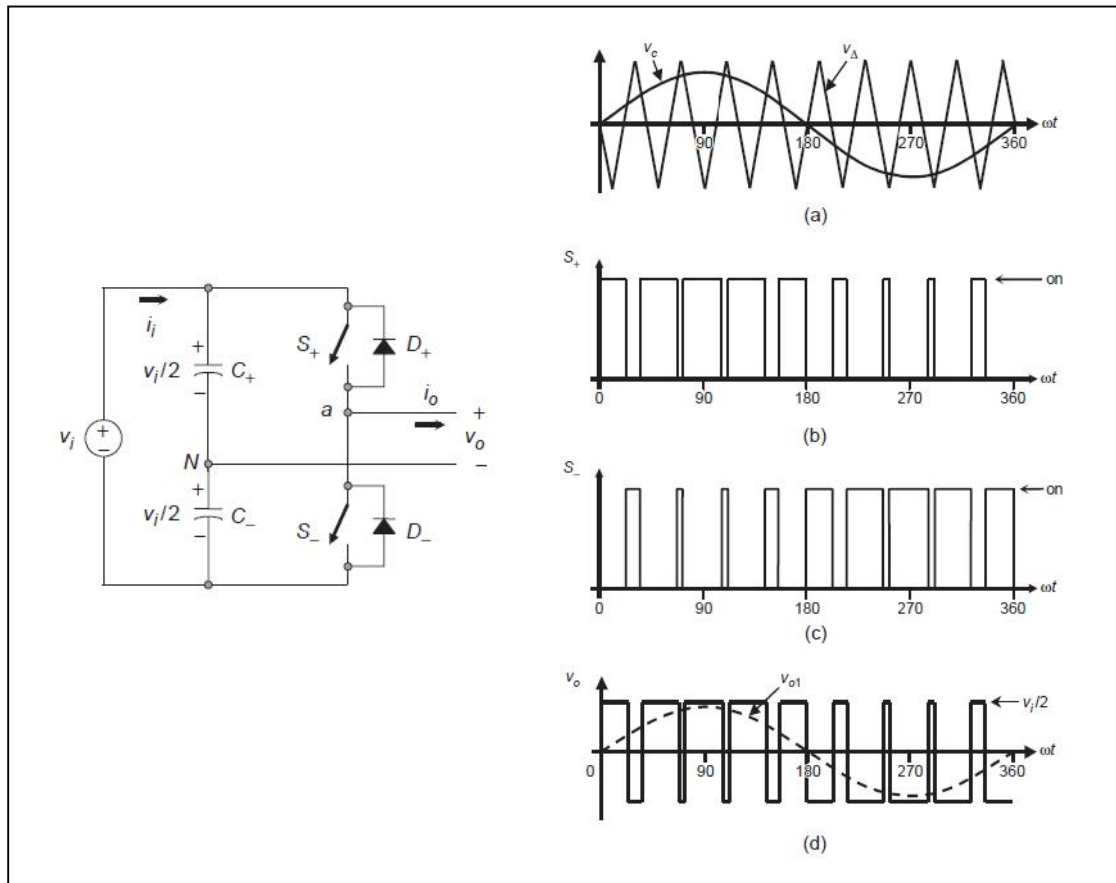 i_i
+
v_i/2 C_+
−
v_i
+
−
N
+
v_i/2 C_−
−
S_+ D_+
a
i_o
+
v_o
−
S_− D_−
v_c v_Δ
ωt
90 180 270 360
(a)
S_+
on
ωt
0 90 180 270 360
(b)
S_−
on
ωt
0 90 180 270 360
(c)
v_o v_o1
v_i/2
ωt
0 90 180 270 360
(d)